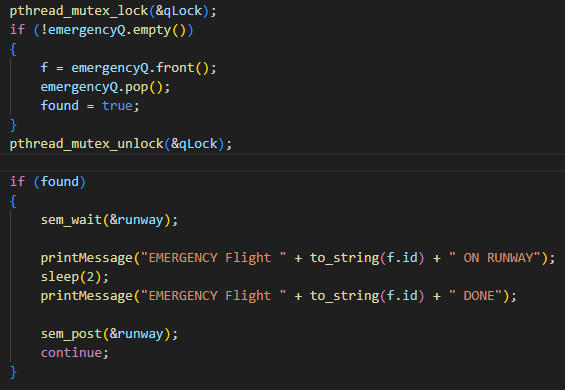 pthread_mutex_lock(&qLock);
if (!emergencyQ.empty())
{
    f = emergencyQ.front();
    emergencyQ.pop();
    found = true;
}
pthread_mutex_unlock(&qLock);

if (found)
{
    sem_wait(&runway);

    printMessage("EMERGENCY Flight " + to_string(f.id) + " ON RUNWAY");
    sleep(2);
    printMessage("EMERGENCY Flight " + to_string(f.id) + " DONE");

    sem_post(&runway);
    continue;
}